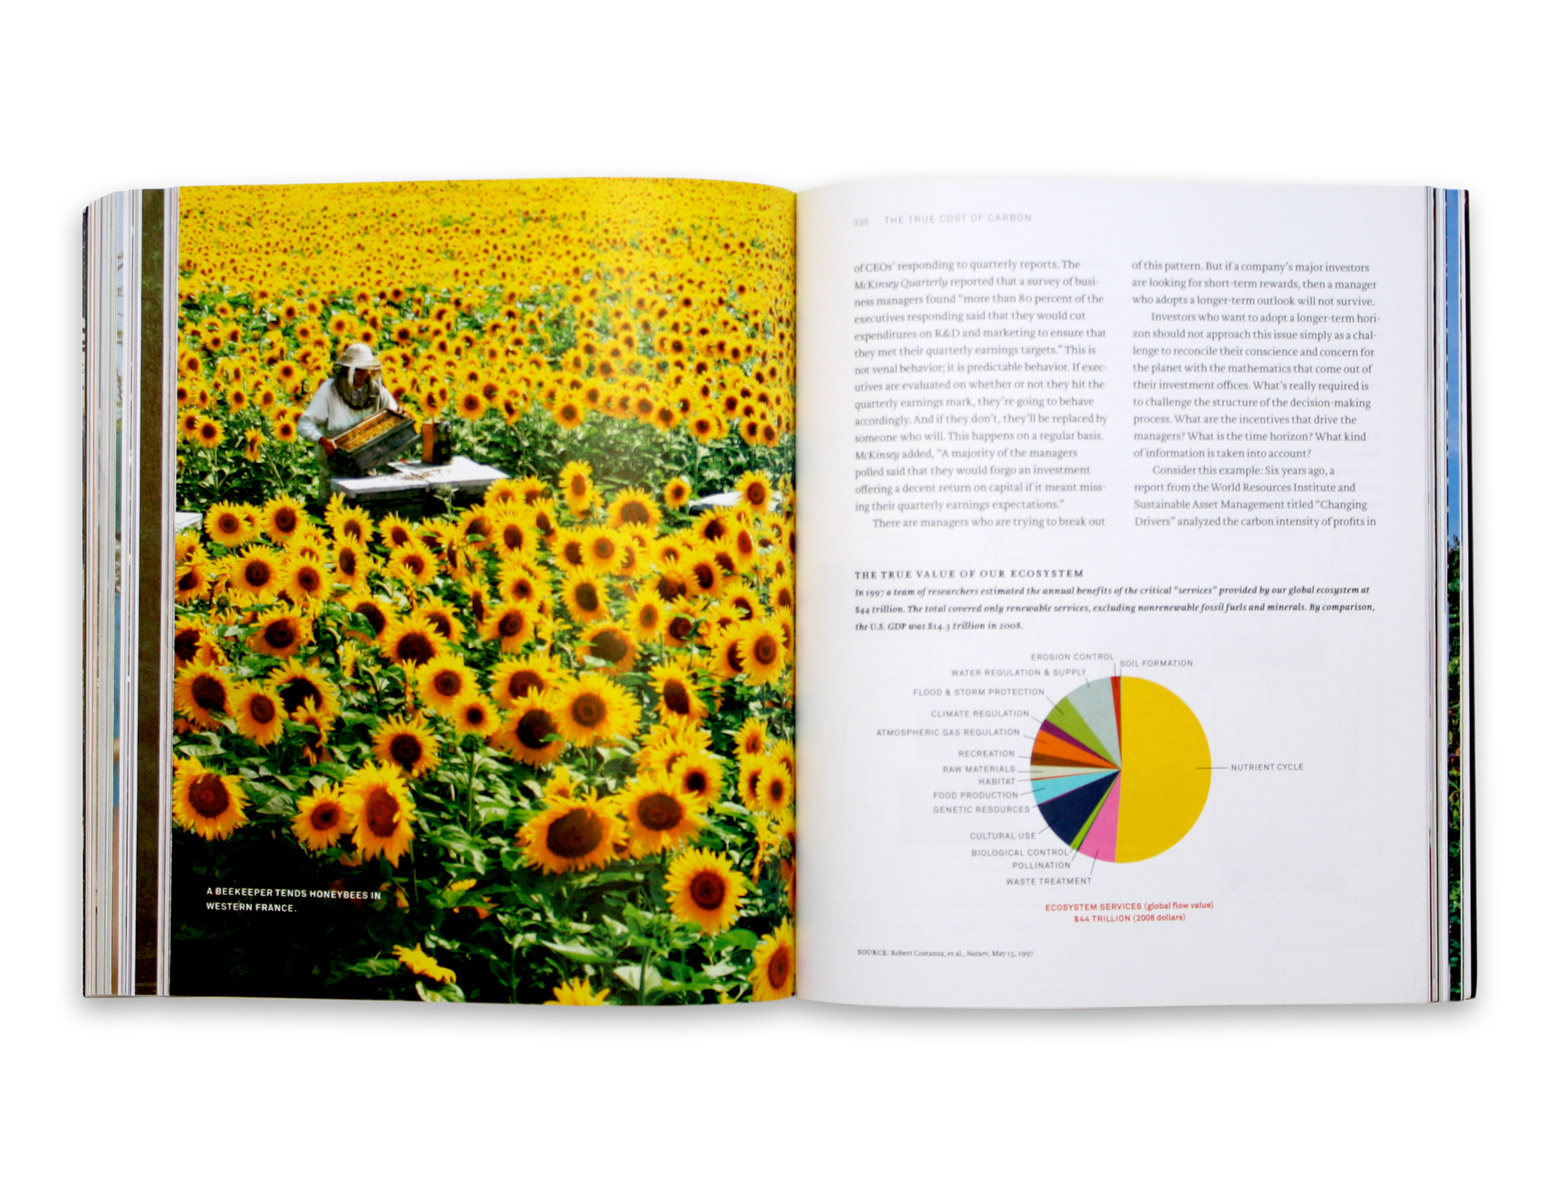 A BEEKEEPER TENDS HONEYBEES IN
WESTERN FRANCE.
335 THE TRUE COST OF CARBON
of CEOs' responding to quarterly reports. The
McKinsey Quarterly reported that a survey of busi-
ness managers found "more than 80 percent of the
executives responding said that they would cut
expenditures on R&D and marketing to ensure that
they met their quarterly earnings targets." This is
not venal behavior; it is predictable behavior. If exec-
utives are evaluated on whether or not they hit the
quarterly earnings mark, they're going to behave
accordingly. And if they don't, they'll be replaced by
someone who will. This happens on a regular basis.
McKinsey added, "A majority of the managers
polled said that they would forgo an investment
offering a decent return on capital if it meant miss-
ing their quarterly earnings expectations."
There are managers who are trying to break out
of this pattern. But if a company's major investors
are looking for short-term rewards, then a manager
who adopts a longer-term outlook will not survive.
Investors who want to adopt a longer-term hori-
zon should not approach this issue simply as a chal-
lenge to reconcile their conscience and concern for
the planet with the mathematics that come out of
their investment offices. What's really required is
to challenge the structure of the decision-making
process. What are the incentives that drive the
managers? What is the time horizon? What kind
of information is taken into account?
Consider this example: Six years ago, a
report from the World Resources Institute and
Sustainable Asset Management titled "Changing
Drivers" analyzed the carbon intensity of profits in
THE TRUE VALUE OF OUR ECOSYSTEM
In 1997 a team of researchers estimated the annual benefits of the critical "services" provided by our global ecosystem at
$44 trillion. The total covered only renewable services, excluding nonrenewable fossil fuels and minerals. By comparison,
the U.S. GDP was $14.3 trillion in 2008.
EROSION CONTROL
SOIL FORMATION
WATER REGULATION & SUPPLY
FLOOD & STORM PROTECTION
CLIMATE REGULATION
ATMOSPHERIC GAS REGULATION
RECREATION
RAW MATERIALS
NUTRIENT CYCLE
HABITAT
FOOD PRODUCTION
GENETIC RESOURCES
CULTURAL USE
BIOLOGICAL CONTROL
POLLINATION
WASTE TREATMENT
ECOSYSTEM SERVICES (global flow value)
$44 TRILLION (2008 dollars)
SOURCE: Robert Costanza, et al., Nature, May 15, 1997